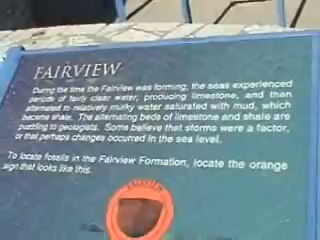 FAIRVIEW
During the time the Fairview was forming, the seas experienced
periods of fairly clear water, producing limestone, and then
alternated to relatively murky water saturated with mud, which
became shale. The alternating beds of limestone and shale are
puzzling to geologists. Some believe that storms were a factor,
or that perhaps changes occurred in the sea level.
To locate fossils in the Fairview Formation, locate the orange
sign that looks like this.
FAIRVIEW